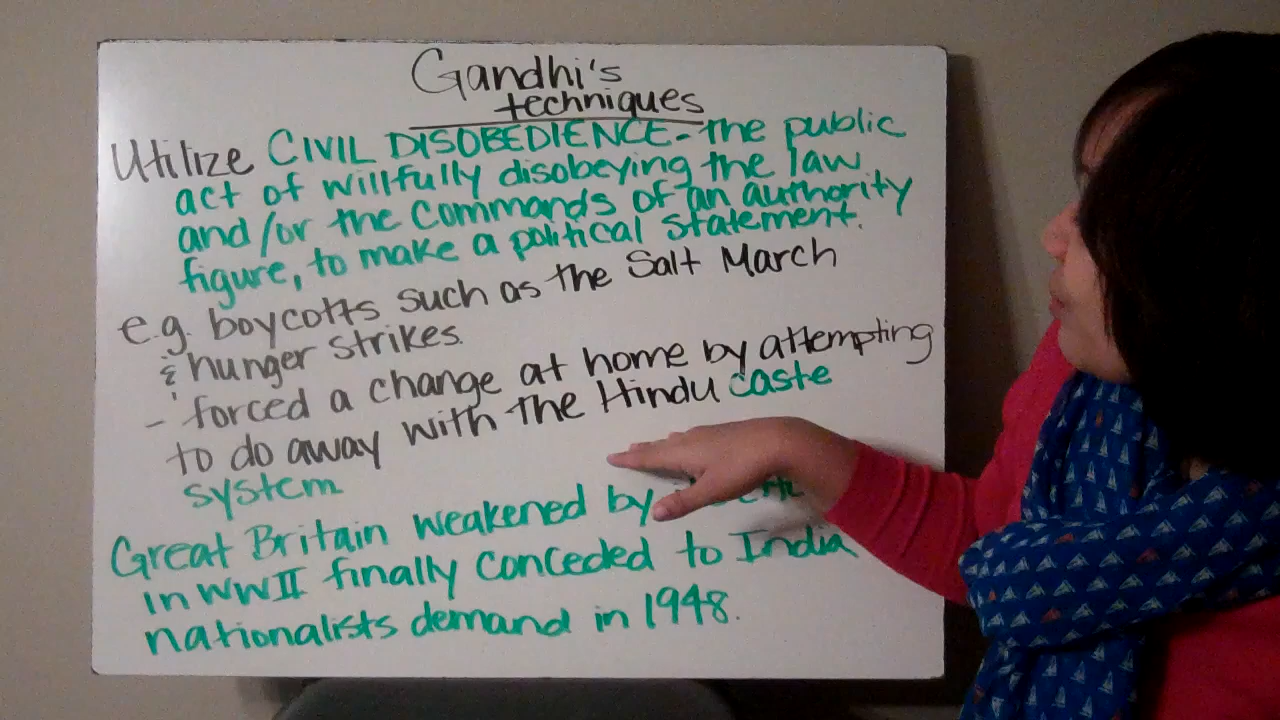 Gandhi's
techniques
Utilize CIVIL DISOBEDIENCE - the public
act of willfully disobeying the law
and/or the commands of an authority
figure, to make a political statement.
e.g. boycotts such as the Salt March
& hunger strikes.
- forced a change at home by attempting
to do away with the Hindu caste
system
Great Britain weakened by
in WWII finally conceded to India
nationalists demand in 1948.